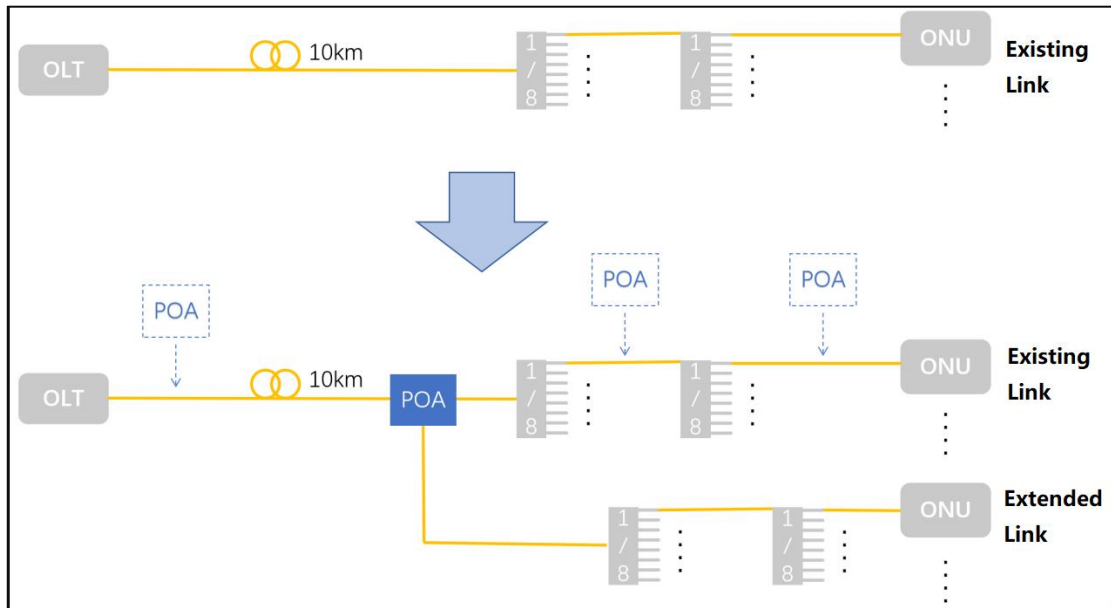 OLT
10km
1
/
8
1
/
8
ONU
Existing
Link
POA
POA
POA
OLT
10km
POA
1
/
8
1
/
8
ONU
Existing
Link
1
/
8
1
/
8
ONU
Extended
Link